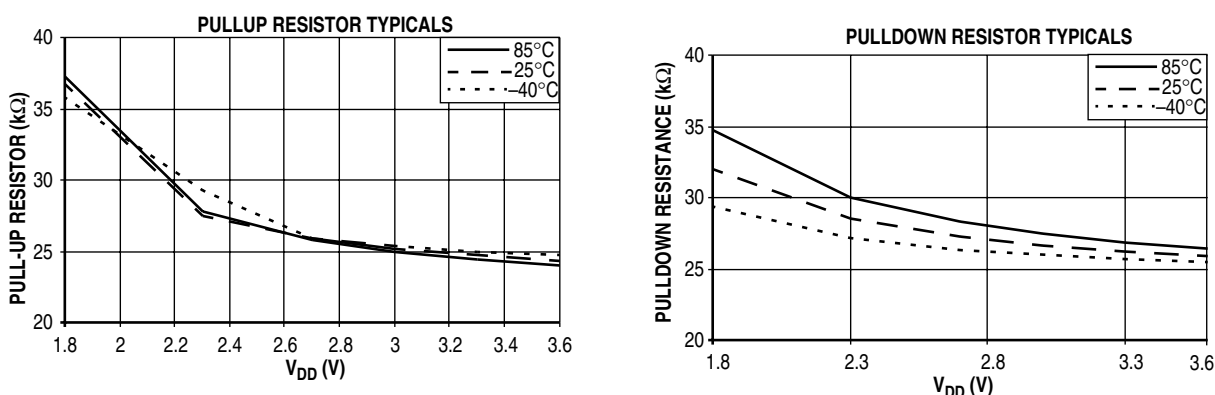 PULLUP RESISTOR TYPICALS
PULL-UP RESISTOR (kΩ)
40
35
30
25
20
85°C
25°C
–40°C
1.8 2 2.2 2.4 2.6 2.8 3 3.2 3.4 3.6
VDD (V)
PULLDOWN RESISTOR TYPICALS
PULLDOWN RESISTANCE (kΩ)
40
35
30
25
20
85°C
25°C
–40°C
1.8 2.3 2.8 3.3 3.6
VDD (V)